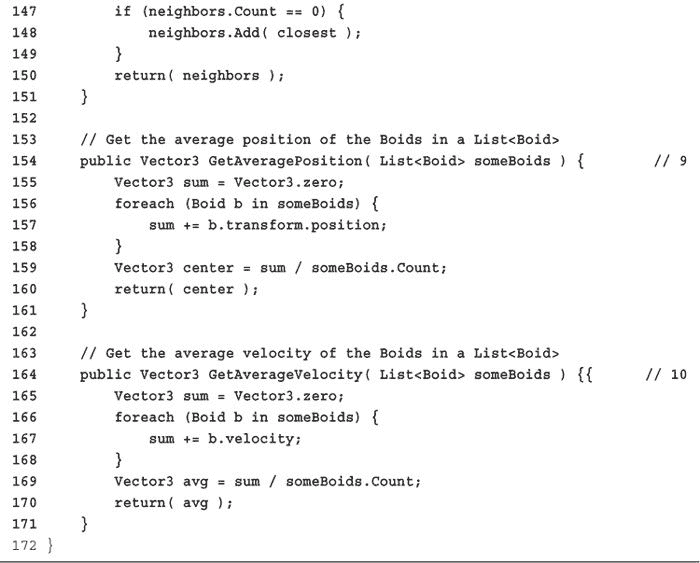 147         if (neighbors.Count == 0) {
148             neighbors.Add( closest );
149         }
150         return( neighbors );
151     }
152
153     // Get the average position of the Boids in a List<Boid>
154     public Vector3 GetAveragePosition( List<Boid> someBoids ) {        // 9
155         Vector3 sum = Vector3.zero;
156         foreach (Boid b in someBoids) {
157             sum += b.transform.position;
158         }
159         Vector3 center = sum / someBoids.Count;
160         return( center );
161     }
162
163     // Get the average velocity of the Boids in a List<Boid>
164     public Vector3 GetAverageVelocity( List<Boid> someBoids ) {{      // 10
165         Vector3 sum = Vector3.zero;
166         foreach (Boid b in someBoids) {
167             sum += b.velocity;
168         }
169         Vector3 avg = sum / someBoids.Count;
170         return( avg );
171     }
172 }